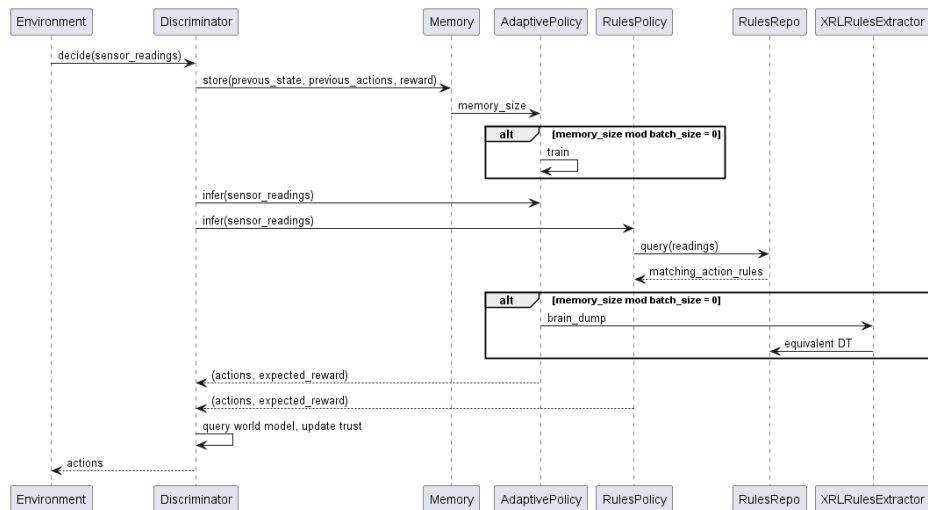 Environment Discriminator Memory AdaptivePolicy RulesPolicy RulesRepo XRLRulesExtractor
decide(sensor_readings)
store(prevous_state, previous_actions, reward)
memory_size
alt [memory_size mod batch_size = 0]
train
infer(sensor_readings)
infer(sensor_readings)
query(readings)
matching_action_rules
alt [memory_size mod batch_size = 0]
brain_dump
equivalent DT
(actions, expected_reward)
(actions, expected_reward)
query world model, update trust
actions
Environment Discriminator Memory AdaptivePolicy RulesPolicy RulesRepo XRLRulesExtractor